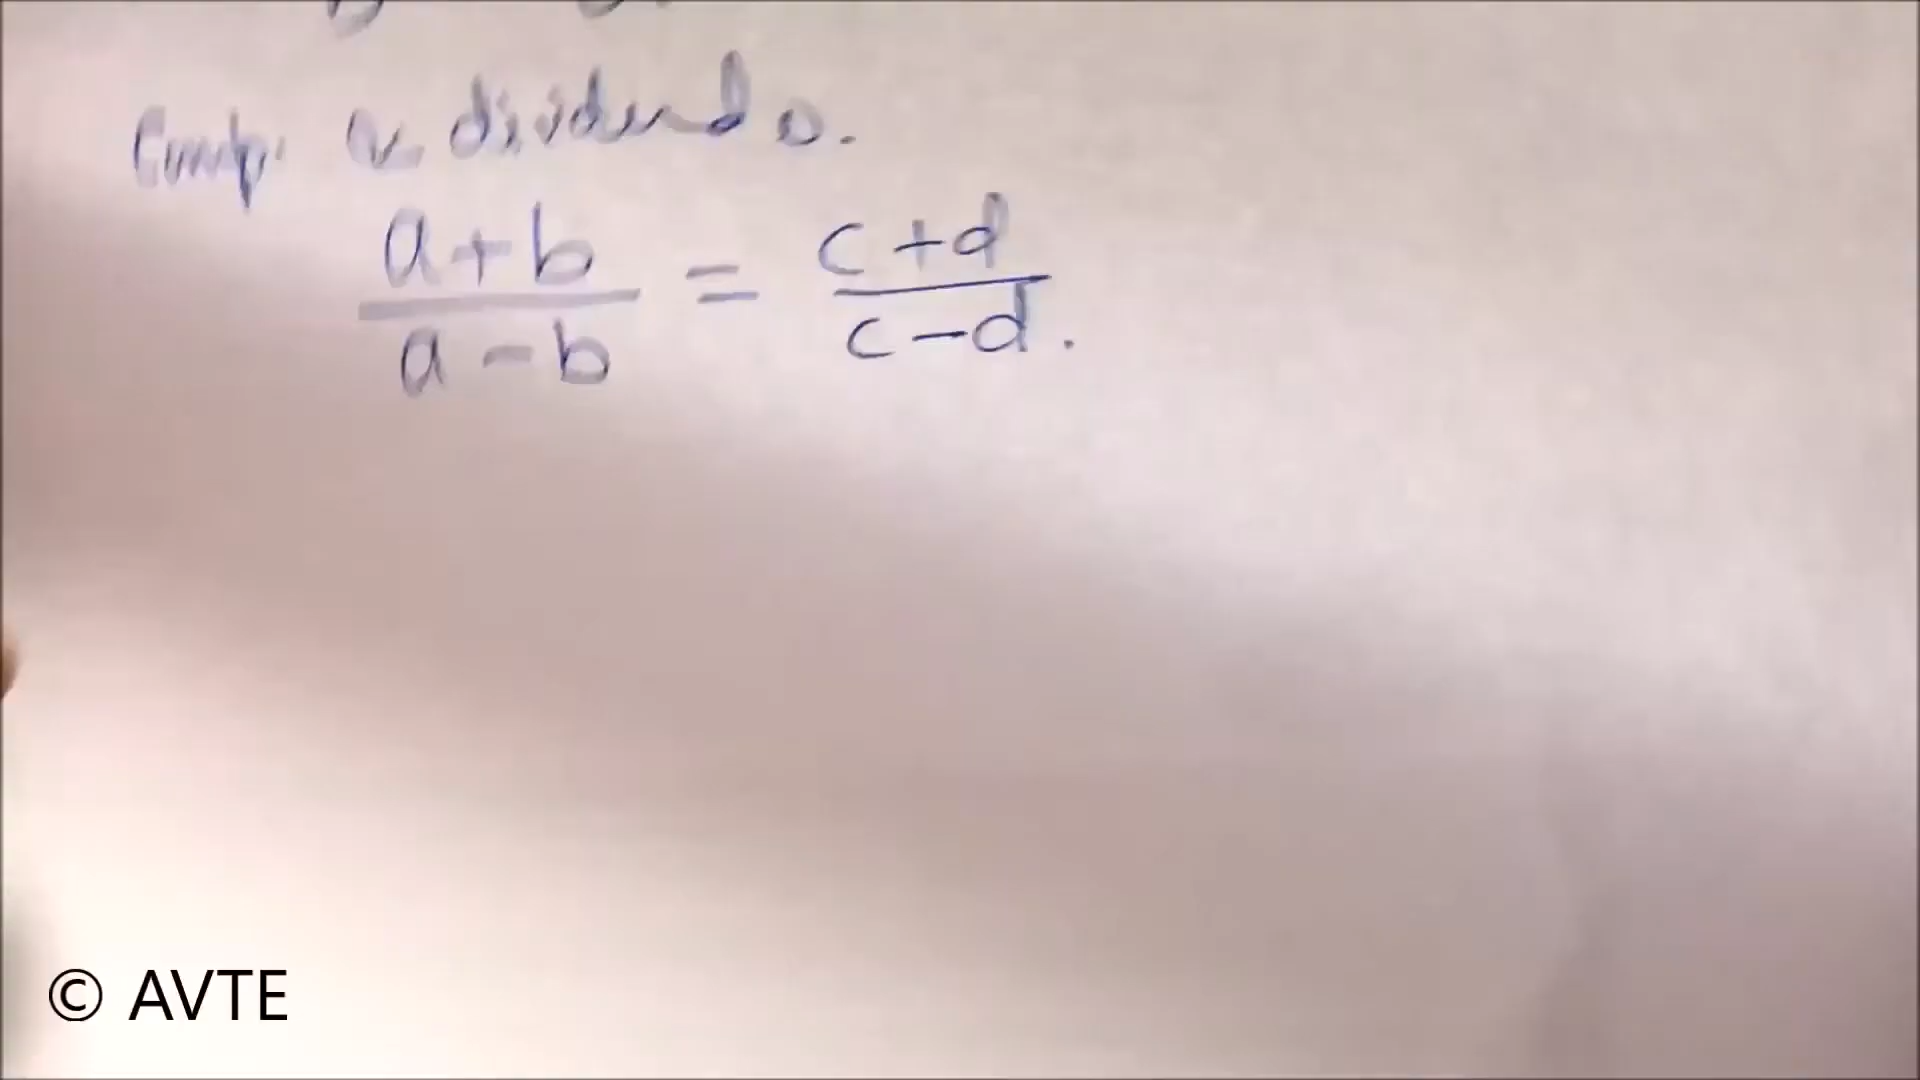 Comp. & dividendo.
a+b = c+d
a-b c-d.
© AVTE